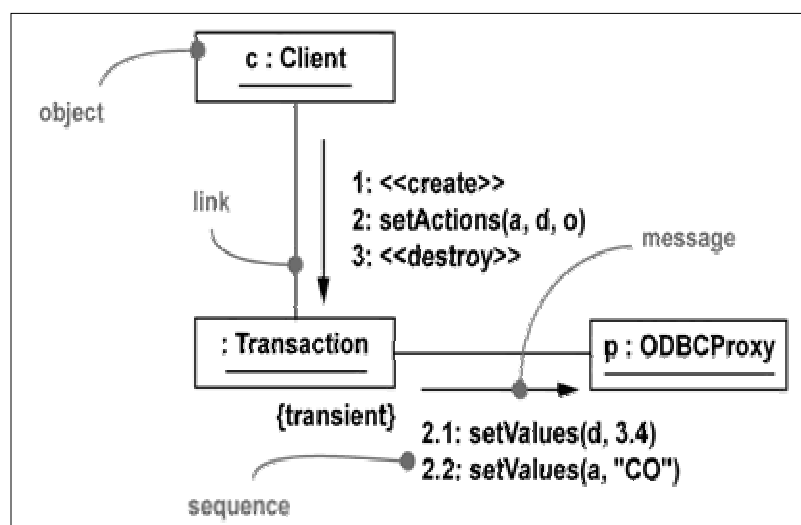 c : Client
object
1: <<create>>
link
2: setActions(a, d, o)
3: <<destroy>>
message
: Transaction
p : ODBCProxy
{transient}
2.1: setValues(d, 3.4)
2.2: setValues(a, "CO")
sequence